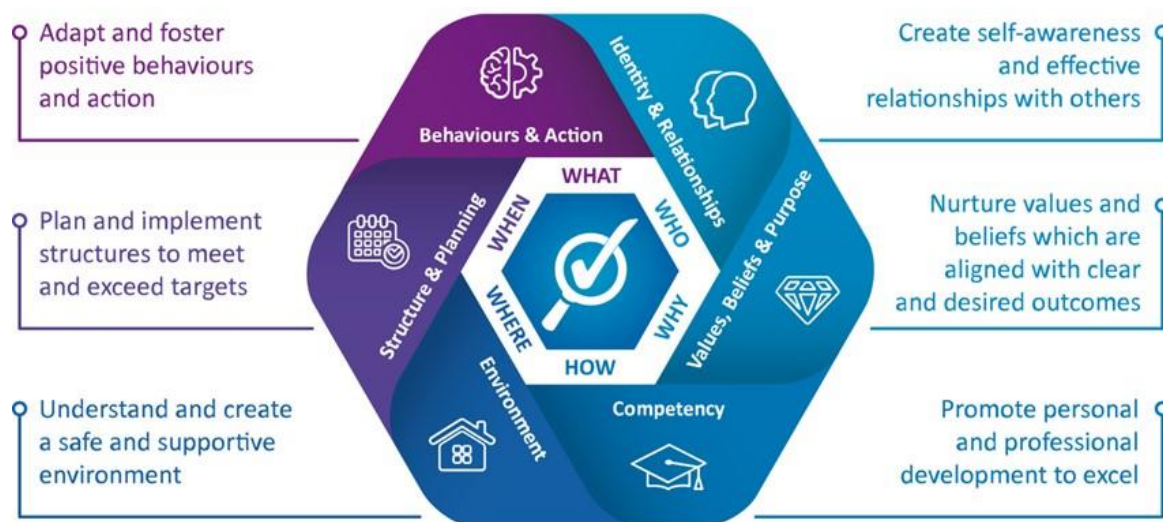 Adapt and foster
positive behaviours
and action
Plan and implement
structures to meet
and exceed targets
Understand and create
a safe and supportive
environment
Behaviours & Action
Identity & Relationships
Values, Beliefs & Purpose
Competency
Environment
Structure & Planning
WHAT
WHO
WHY
HOW
WHERE
WHEN
Create self-awareness
and effective
relationships with others
Nurture values and
beliefs which are
aligned with clear
and desired outcomes
Promote personal
and professional
development to excel